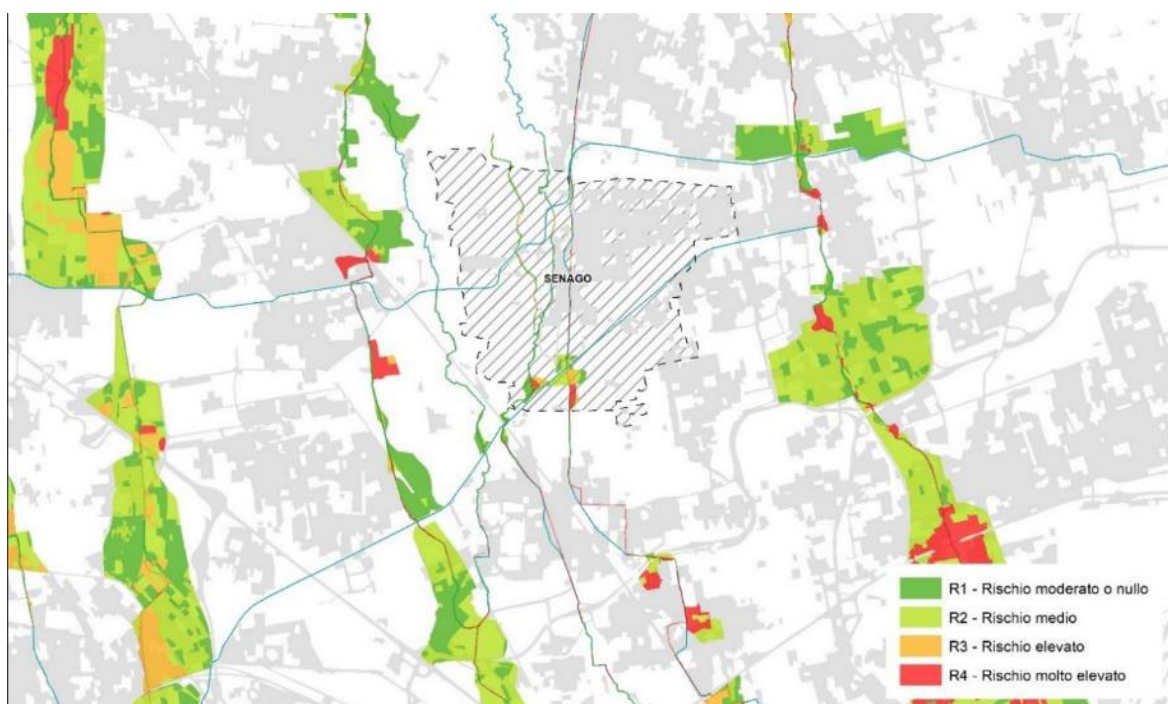 SENAGO
R1 - Rischio moderato o nullo
R2 - Rischio medio
R3 - Rischio elevato
R4 - Rischio molto elevato